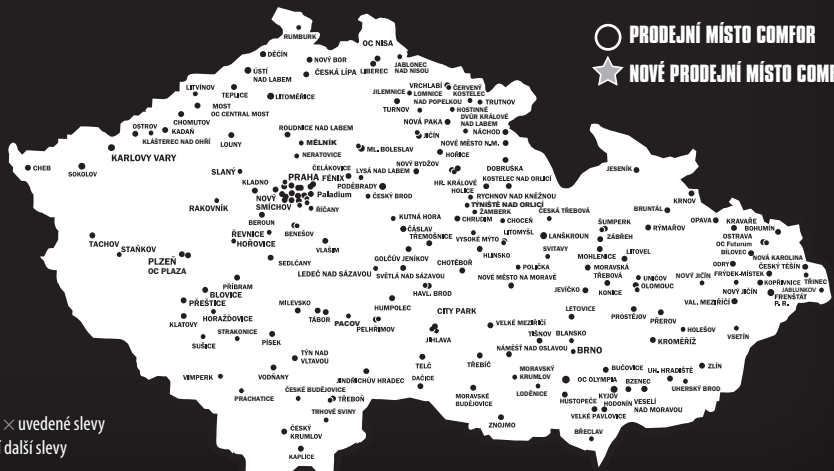 PRODEJNÍ MÍSTO COMFOR
NOVÉ PRODEJNÍ MÍSTO COMF
RUMBURK
OC NISA
DĚČÍN
NOVÝ BOR
ÚSTÍ
NAD LABEM
ČESKÁ LÍPA
LIBEREC
JABLONEC
NAD NISOU
LITVÍNOV
TEPLICE
LITOMĚŘICE
MOST
OC CENTRAL MOST
JILEMNICE
VRCHLABÍ
LOMNICE
NAD POPELKOU
ČERVENÝ
KOSTELEC
TRUTNOV
TURNOV
HOSTINNÉ
DVŮR KRÁLOVÉ
NAD LABEM
CHOMUTOV
KADAŇ
OSTROV
KLÁŠTEREC NAD OHŘÍ
LOUNY
ROUDNICE NAD LABEM
NOVÁ PAKA
JIČÍN
NÁCHOD
MĚLNÍK
ML. BOLESLAV
NOVÉ MĚSTO N.M.
KARLOVY VARY
NERATOVICE
HOŘICE
CHEB
SOKOLOV
SLANÝ
ČELÁKOVICE
LYSÁ NAD LABEM
NOVÝ BYDŽOV
DOBRUŠKA
JESENÍK
KLADNO
PRAHA FÉNIX
PODĚBRADY
HR. KRÁLOVÉ
KOSTELEC NAD ORLICÍ
HOLICE
KRNOV
NOVÝ
SMÍCHOV
Paladium
ČESKÝ BROD
RYCHNOV NAD KNĚŽNOU
TÝNIŠTĚ NAD ORLICÍ
RAKOVNÍK
ŘÍČANY
ŽAMBERK
BRUNTÁL
BEROUN
KUTNÁ HORA
CHRUDIM
CHOCEŇ
ČESKÁ TŘEBOVÁ
OPAVA
KRAVAŘE
BENEŠOV
ČÁSLAV
LITOMYŠL
ŠUMPERK
RÝMAŘOV
BOHUMÍN
TACHOV
STAŇKOV
ŘEVNICE
HOŘOVICE
VLAŠIM
TŘEMOŠNICE
VYSOKÉ MÝTO
LANŠKROUN
ZÁBŘEH
OSTRAVA
OC Futurum
BÍLOVEC
PLZEŇ
OC PLAZA
SEDLČANY
GOLČŮV JENÍKOV
HLINSKO
SVITAVY
MOHLENICE
LITOVEL
NOVÁ KAROLINA
LEDEČ NAD SÁZAVOU
SVĚTLÁ NAD SÁZAVOU
CHOTĚBOŘ
POLIČKA
MORAVSKÁ
TŘEBOVÁ
ODRY
ČESKÝ TĚŠÍN
PŘÍBRAM
NOVÉ MĚSTO NA MORAVĚ
UNIČOV
OLOMOUC
NOVÝ JIČÍN
FRÝDEK-MÍSTEK
TŘINEC
BLOVICE
HAVL. BROD
JEVÍČKO
KONICE
KOPŘIVNICE
JABLUNKOV
PŘEŠTICE
MILEVSKO
HUMPOLEC
VAL. MEZIŘÍČÍ
NOVÝ JIČÍN
FRENŠTÁT
P. R.
HORAŽĎOVICE
TÁBOR
PACOV
CITY PARK
LETOVICE
PROSTĚJOV
PŘEROV
KLATOVY
STRAKONICE
PELHŘIMOV
VELKÉ MEZIŘÍČÍ
HOLEŠOV
SUŠICE
PÍSEK
JIHLAVA
TIŠNOV
BLANSKO
VSETÍN
NÁMĚŠŤ NAD OSLAVOU
BRNO
KROMĚŘÍŽ
TÝN NAD
VLTAVOU
TELČ
TŘEBÍČ
VIMPERK
VODŇANY
JINDŘICHŮV HRADEC
DAČICE
MORAVSKÝ
KRUMLOV
BUČOVICE
UH. HRADIŠTĚ
ZLÍN
PRACHATICE
ČESKÉ BUDĚJOVICE
TŘEBOŇ
MORAVSKÉ
BUDĚJOVICE
LODĚNICE
OC OLYMPIA
BZENEC
UHERSKÝ BROD
TRHOVÉ SVINY
HUSTOPEČE
KYJOV
HODONÍN
VESELÍ
NAD MORAVOU
VELKÉ PAVLOVICE
ZNOJMO
ČESKÝ
KRUMLOV
BŘECLAV
KAPLICE
× uvedené slevy
í další slevy